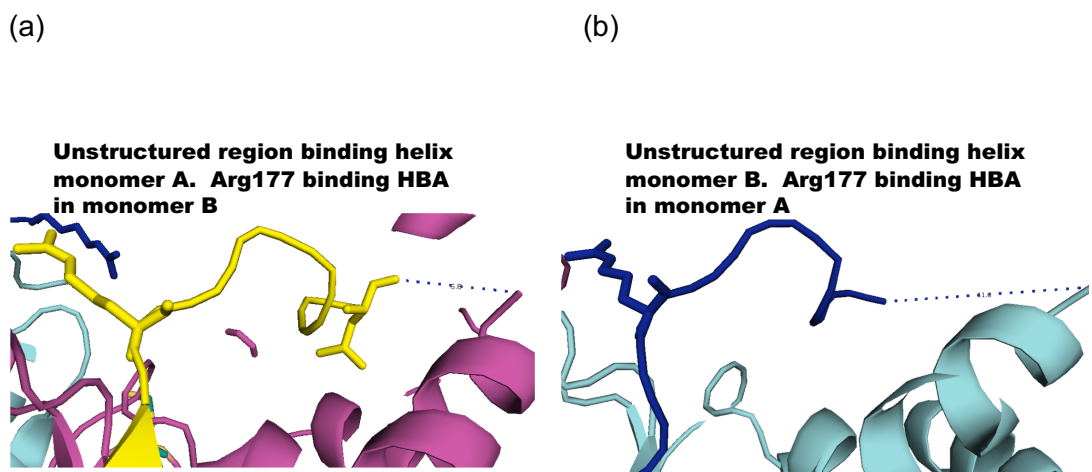 (a)
(b)
Unstructured region binding helix
monomer A.  Arg177 binding HBA
in monomer B
Unstructured region binding helix
monomer B.  Arg177 binding HBA
in monomer A